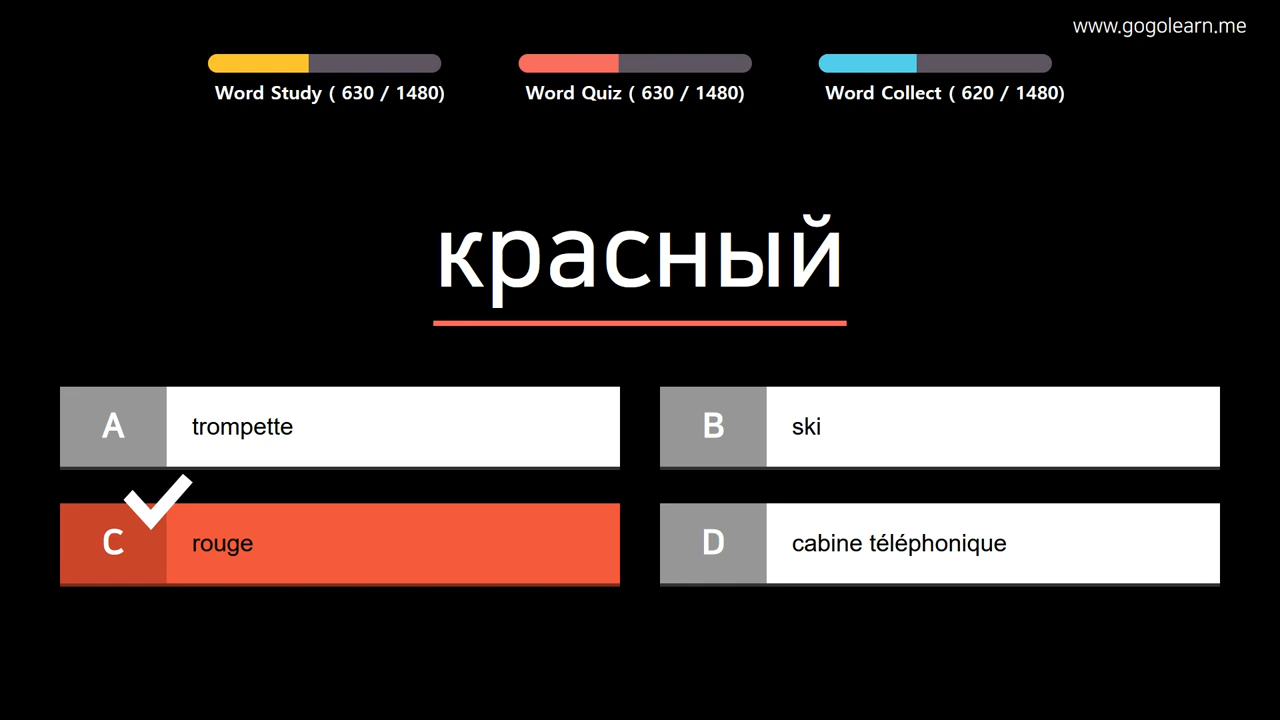 www.gogolearn.me
Word Study ( 630 / 1480)
Word Quiz ( 630 / 1480)
Word Collect ( 620 / 1480)
красный
A
trompette
B
ski
C
rouge
D
cabine téléphonique